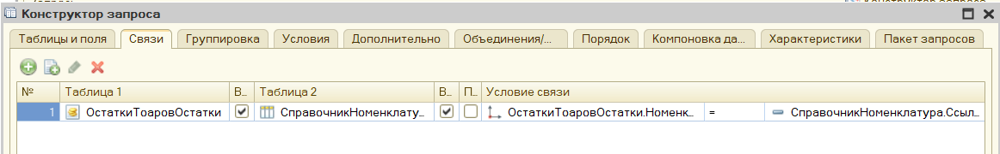 Конструктор запроса
Таблицы и поля Связи Группировка Условия Дополнительно Объединения/... Порядок Компоновка да... Характеристики Пакет запросов
№ Таблица 1 В... Таблица 2 В... П... Условие связи
1 ОстаткиТоаровОстатки СправочникНоменклату... ОстаткиТоаровОстатки.Номенк... = СправочникНоменклатура.Ссыл...